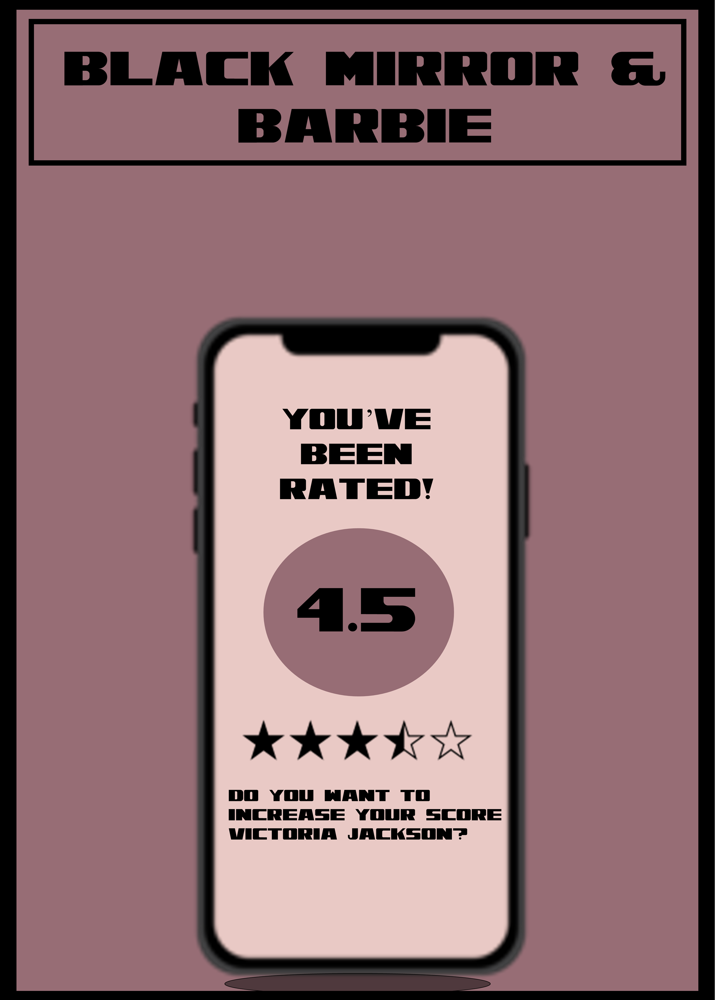 BLACK MIRROR &
BARBIE
YOU'VE
BEEN
RATED!
4.5
DO YOU WANT TO
INCREASE YOUR SCORE
VICTORIA JACKSON?